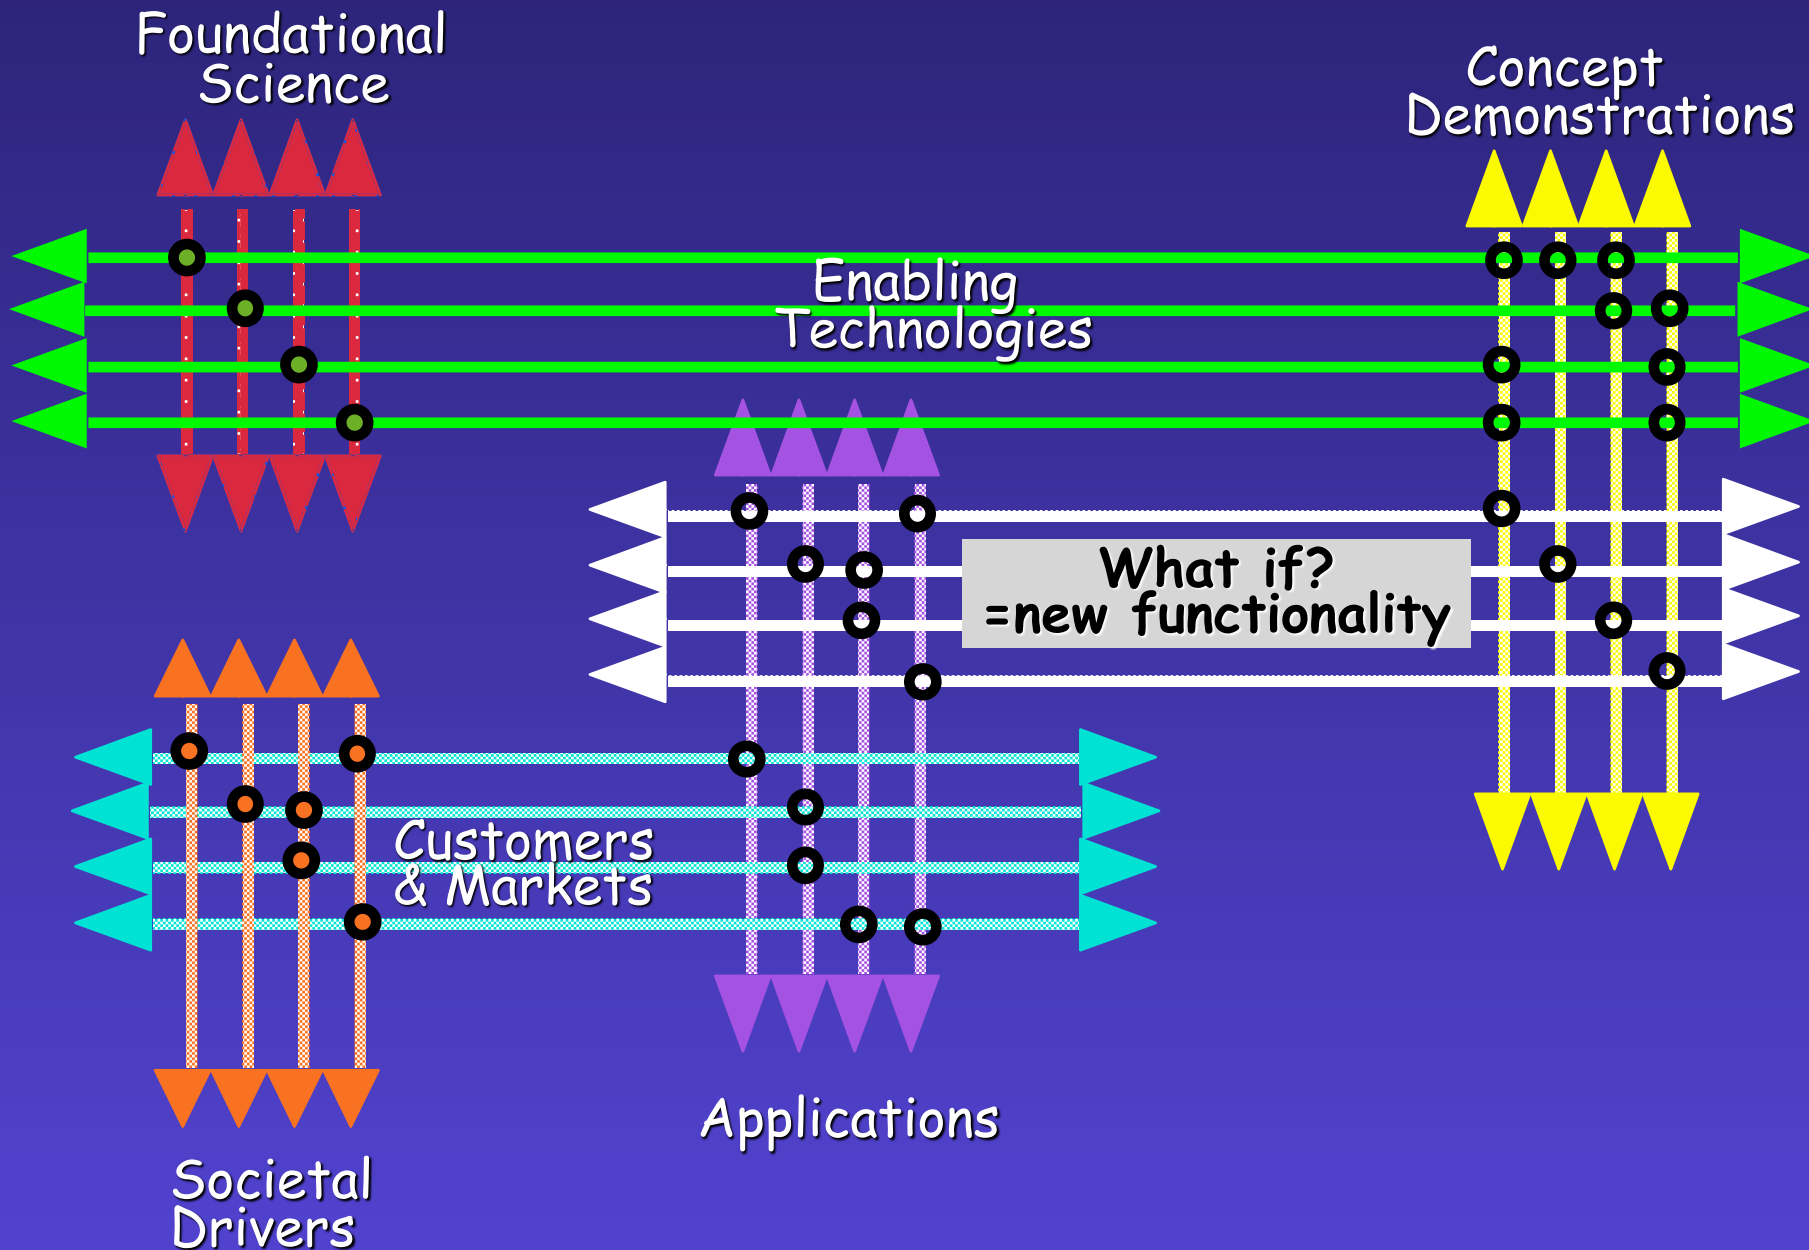 Foundational
Science
Concept
Demonstrations
Enabling
Technologies
What if?
=new functionality
Customers
& Markets
Applications
Societal
Drivers